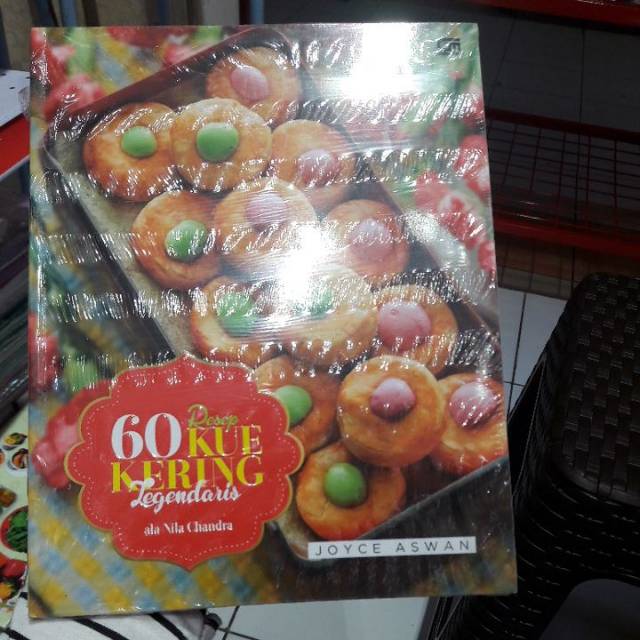 60 Resep
KUE
KERING
Legendaris
ala Nila Chandra
JOYCE ASWAN